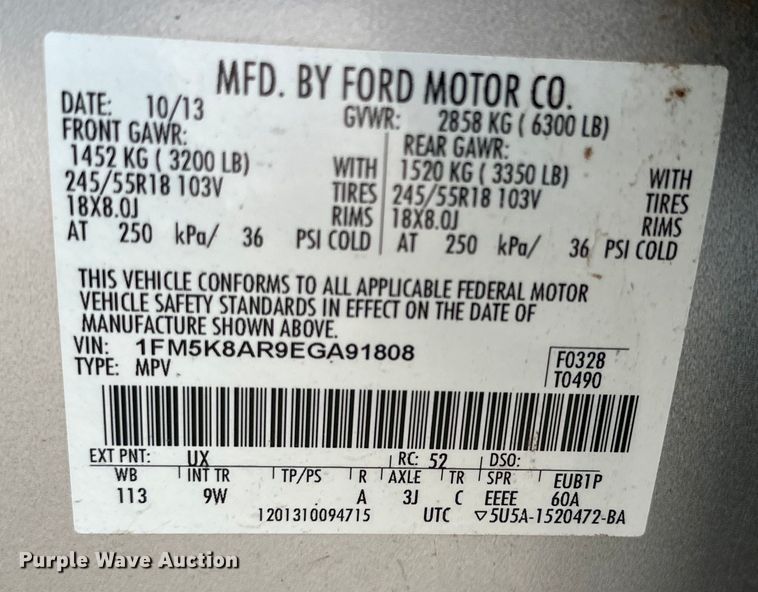 MFD. BY FORD MOTOR CO.
DATE: 10/13 GVWR: 2858 KG ( 6300 LB)
FRONT GAWR: REAR GAWR:
1452 KG ( 3200 LB) WITH 1520 KG ( 3350 LB) WITH
245/55R18 103V TIRES 245/55R18 103V TIRES
18X8.0J RIMS 18X8.0J RIMS
AT 250 kPa/ 36 PSI COLD AT 250 kPa/ 36 PSI COLD
THIS VEHICLE CONFORMS TO ALL APPLICABLE FEDERAL MOTOR
VEHICLE SAFETY STANDARDS IN EFFECT ON THE DATE OF
MANUFACTURE SHOWN ABOVE.
VIN: 1FM5K8AR9EGA91808 F0328
TYPE: MPV T0490
EXT PNT: UX RC: 52 DSO:
WB INT TR TP/PS R AXLE TR SPR EUB1P
113 9W A 3J C EEEE 60A
1201310094715 UTC ▽5U5A-1520472-BA
Purple Wave Auction